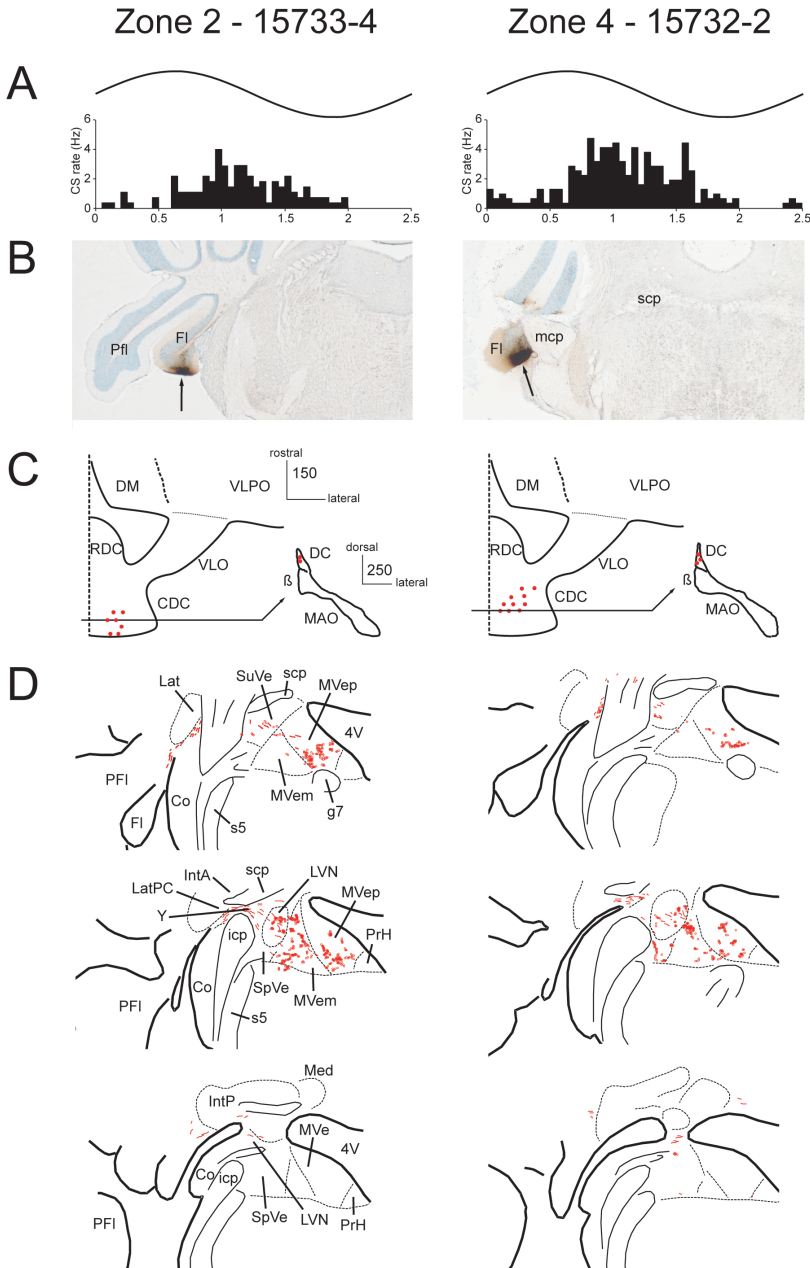 Zone 2 - 15733-4
Zone 4 - 15732-2
A
CS rate (Hz)
6
4
2
0
0 0.5 1 1.5 2 2.5
CS rate (Hz)
6
4
2
0
0 0.5 1 1.5 2 2.5
B
Pfl
Fl
Fl
mcp
scp
C
DM
VLPO
RDC
VLO
CDC
rostral
150
lateral
DC
ß
MAO
dorsal
250
lateral
DM
VLPO
RDC
VLO
CDC
DC
ß
MAO
D
Lat
SuVe
scp
MVep
4V
PFl
Fl
Co
s5
MVem
g7
IntA
scp
LVN
LatPC
Y
MVep
icp
PrH
Co
SpVe
MVem
PFl
s5
Med
IntP
MVe
4V
Co
icp
PFl
SpVe
LVN
PrH